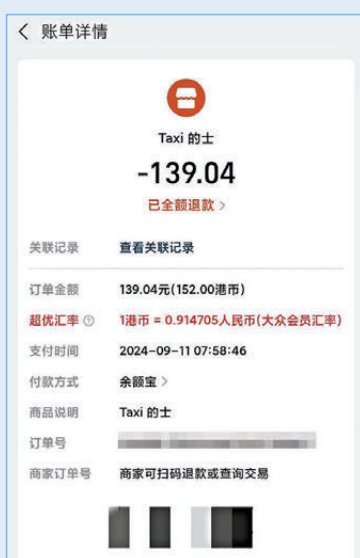 账单详情
Taxi 的士
-139.04
已全额退款 >
关联记录 查看关联记录
订单金额 139.04元(152.00港币)
超优汇率 1港币 = 0.914705人民币(大众会员汇率)
支付时间 2024-09-11 07:58:46
付款方式 余额宝 >
商品说明 Taxi 的士
订单号
商家订单号 商家可扫码退款或查询交易